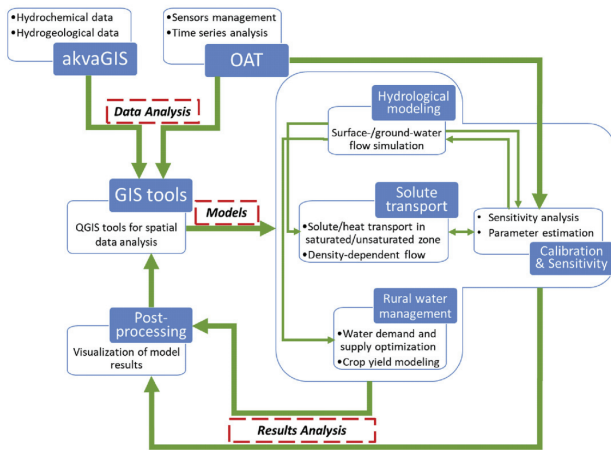 •Hydrochemical data
•Hydrogeological data
akvaGIS
•Sensors management
•Time series analysis
OAT
Data Analysis
Hydrological
modeling
Surface-/ground-water
flow simulation
GIS tools
QGIS tools for spatial
data analysis
Models
Solute
transport
•Solute/heat transport in
saturated/unsaturated zone
•Density-dependent flow
• Sensitivity analysis
• Parameter estimation
Calibration
& Sensitivity
Post-
processing
Visualization of model
results
Rural water
management
•Water demand and
supply optimization
•Crop yield modeling
Results Analysis